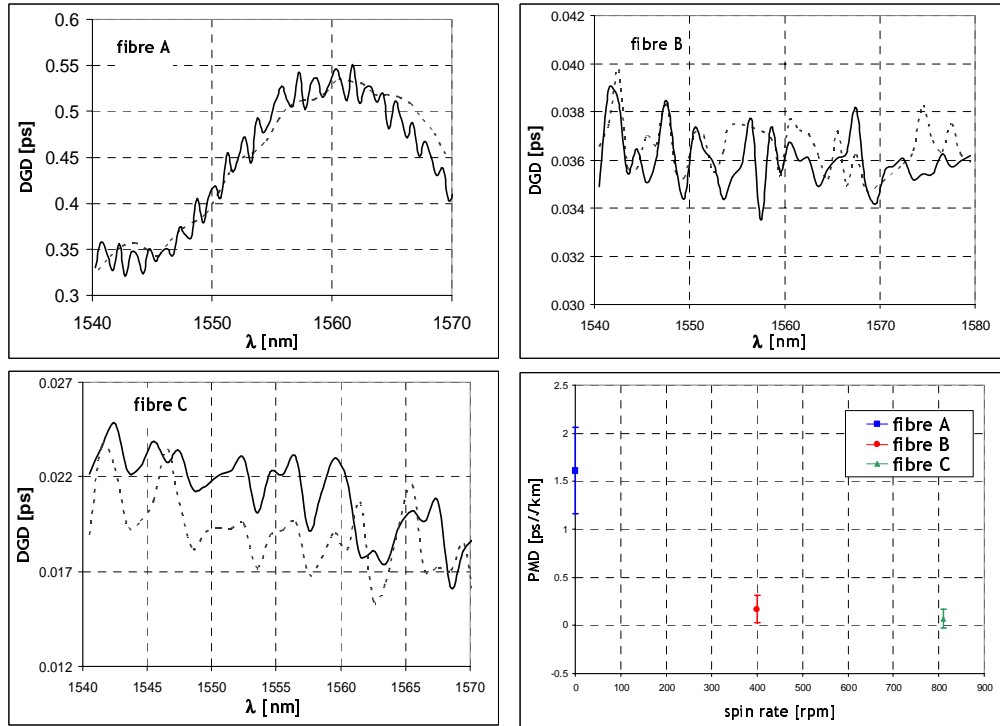 fibre A
DGD [ps]
0.6
0.55
0.5
0.45
0.4
0.35
0.3
1540 1550 1560 1570
λ [nm]
fibre B
DGD [ps]
0.042
0.040
0.038
0.036
0.034
0.032
0.030
1540 1550 1560 1570 1580
λ [nm]
fibre C
DGD [ps]
0.027
0.022
0.017
0.012
1540 1545 1550 1555 1560 1565 1570
λ [nm]
PMD [ps//km]
2.5
2
1.5
1
0.5
0
-0.5
0 100 200 300 400 500 600 700 800 900
spin rate [rpm]
fibre A
fibre B
fibre C